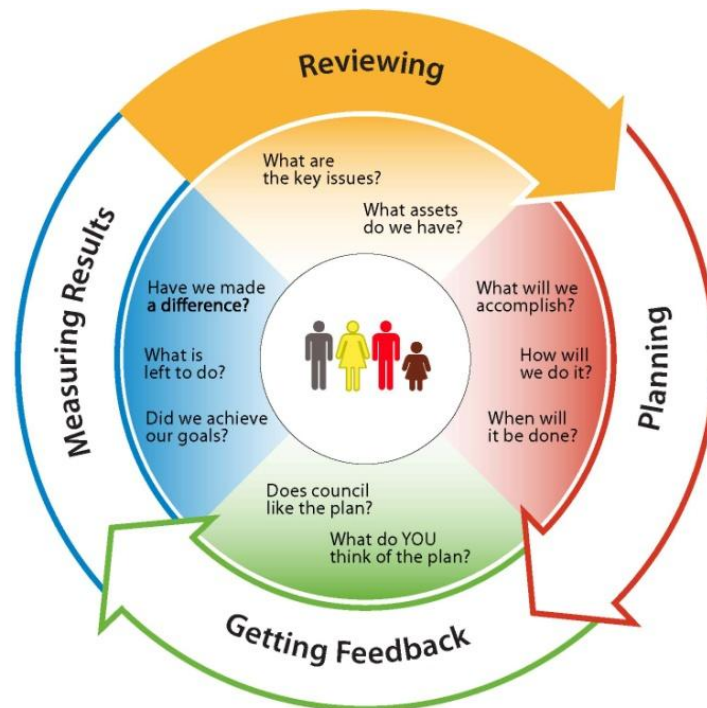 Reviewing
What are
the key issues?
What assets
do we have?
Planning
What will we
accomplish?
How will
we do it?
When will
it be done?
Getting Feedback
Does council
like the plan?
What do YOU
think of the plan?
Measuring Results
Have we made
a difference?
What is
left to do?
Did we achieve
our goals?